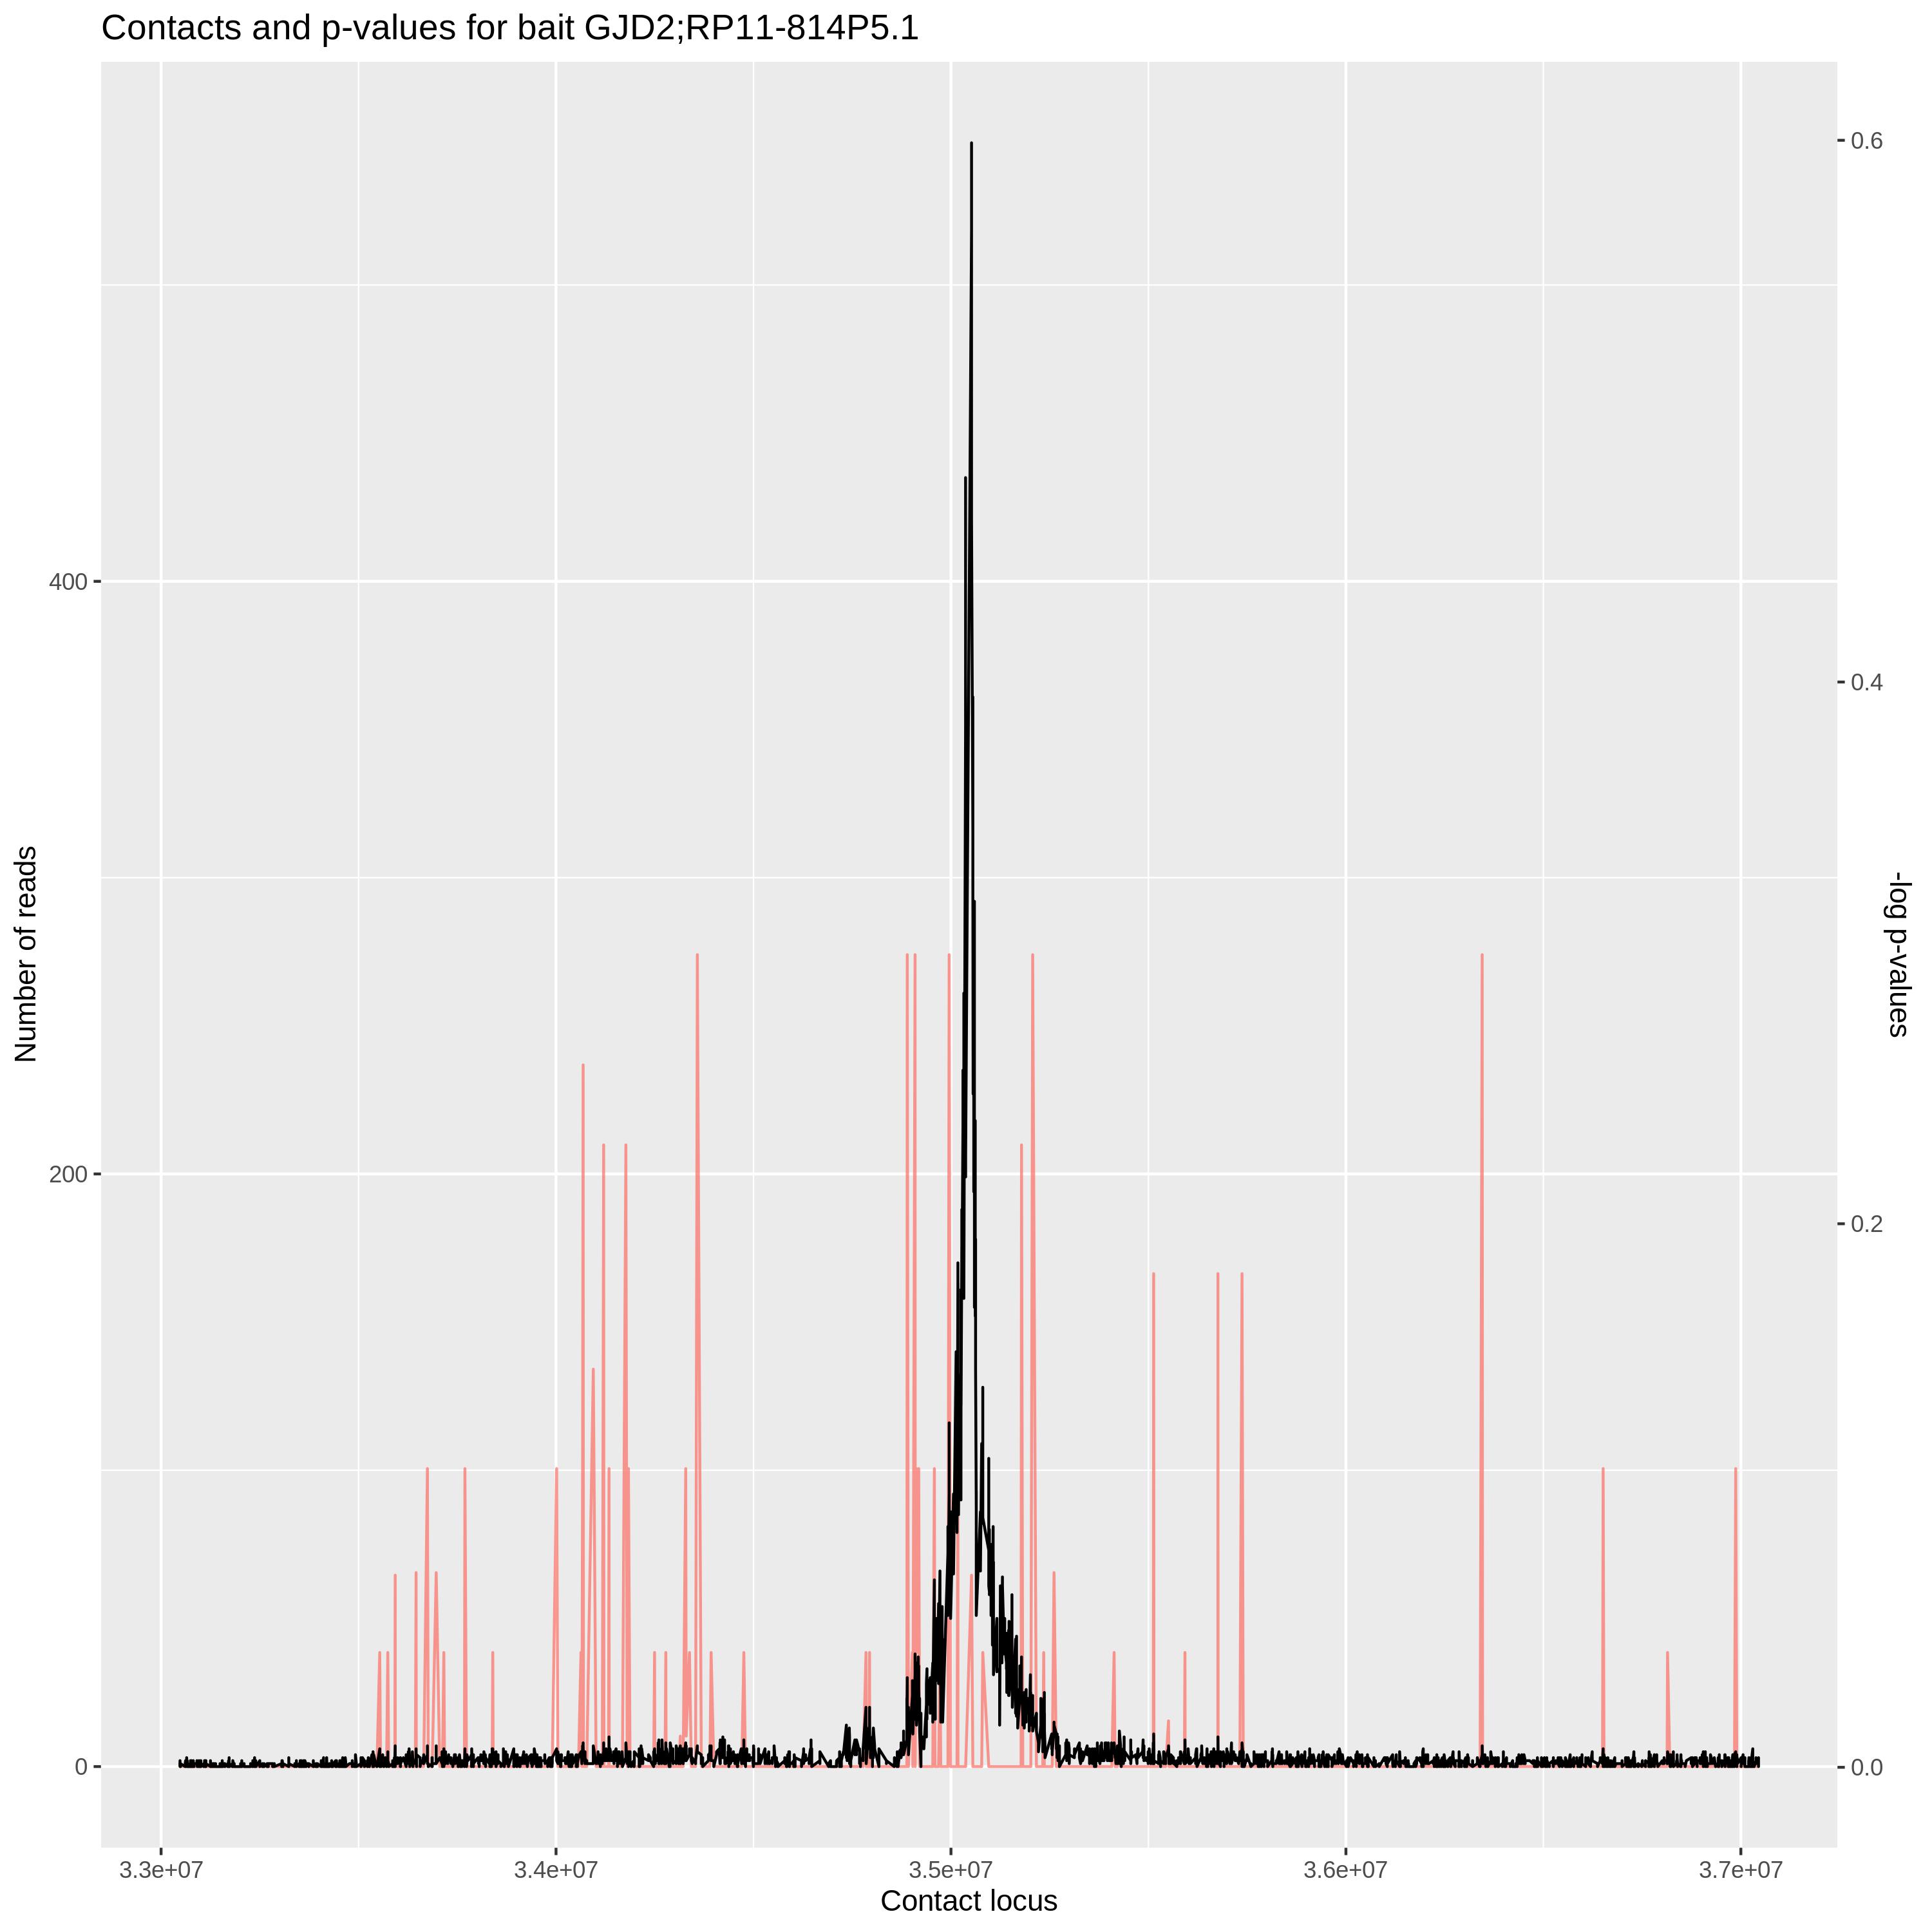 Contacts and p-values for bait GJD2;RP11-814P5.1
Number of reads
400
200
0
0.6
0.4
0.2
0.0
-log p-values
3.3e+07 3.4e+07 3.5e+07 3.6e+07 3.7e+07
Contact locus